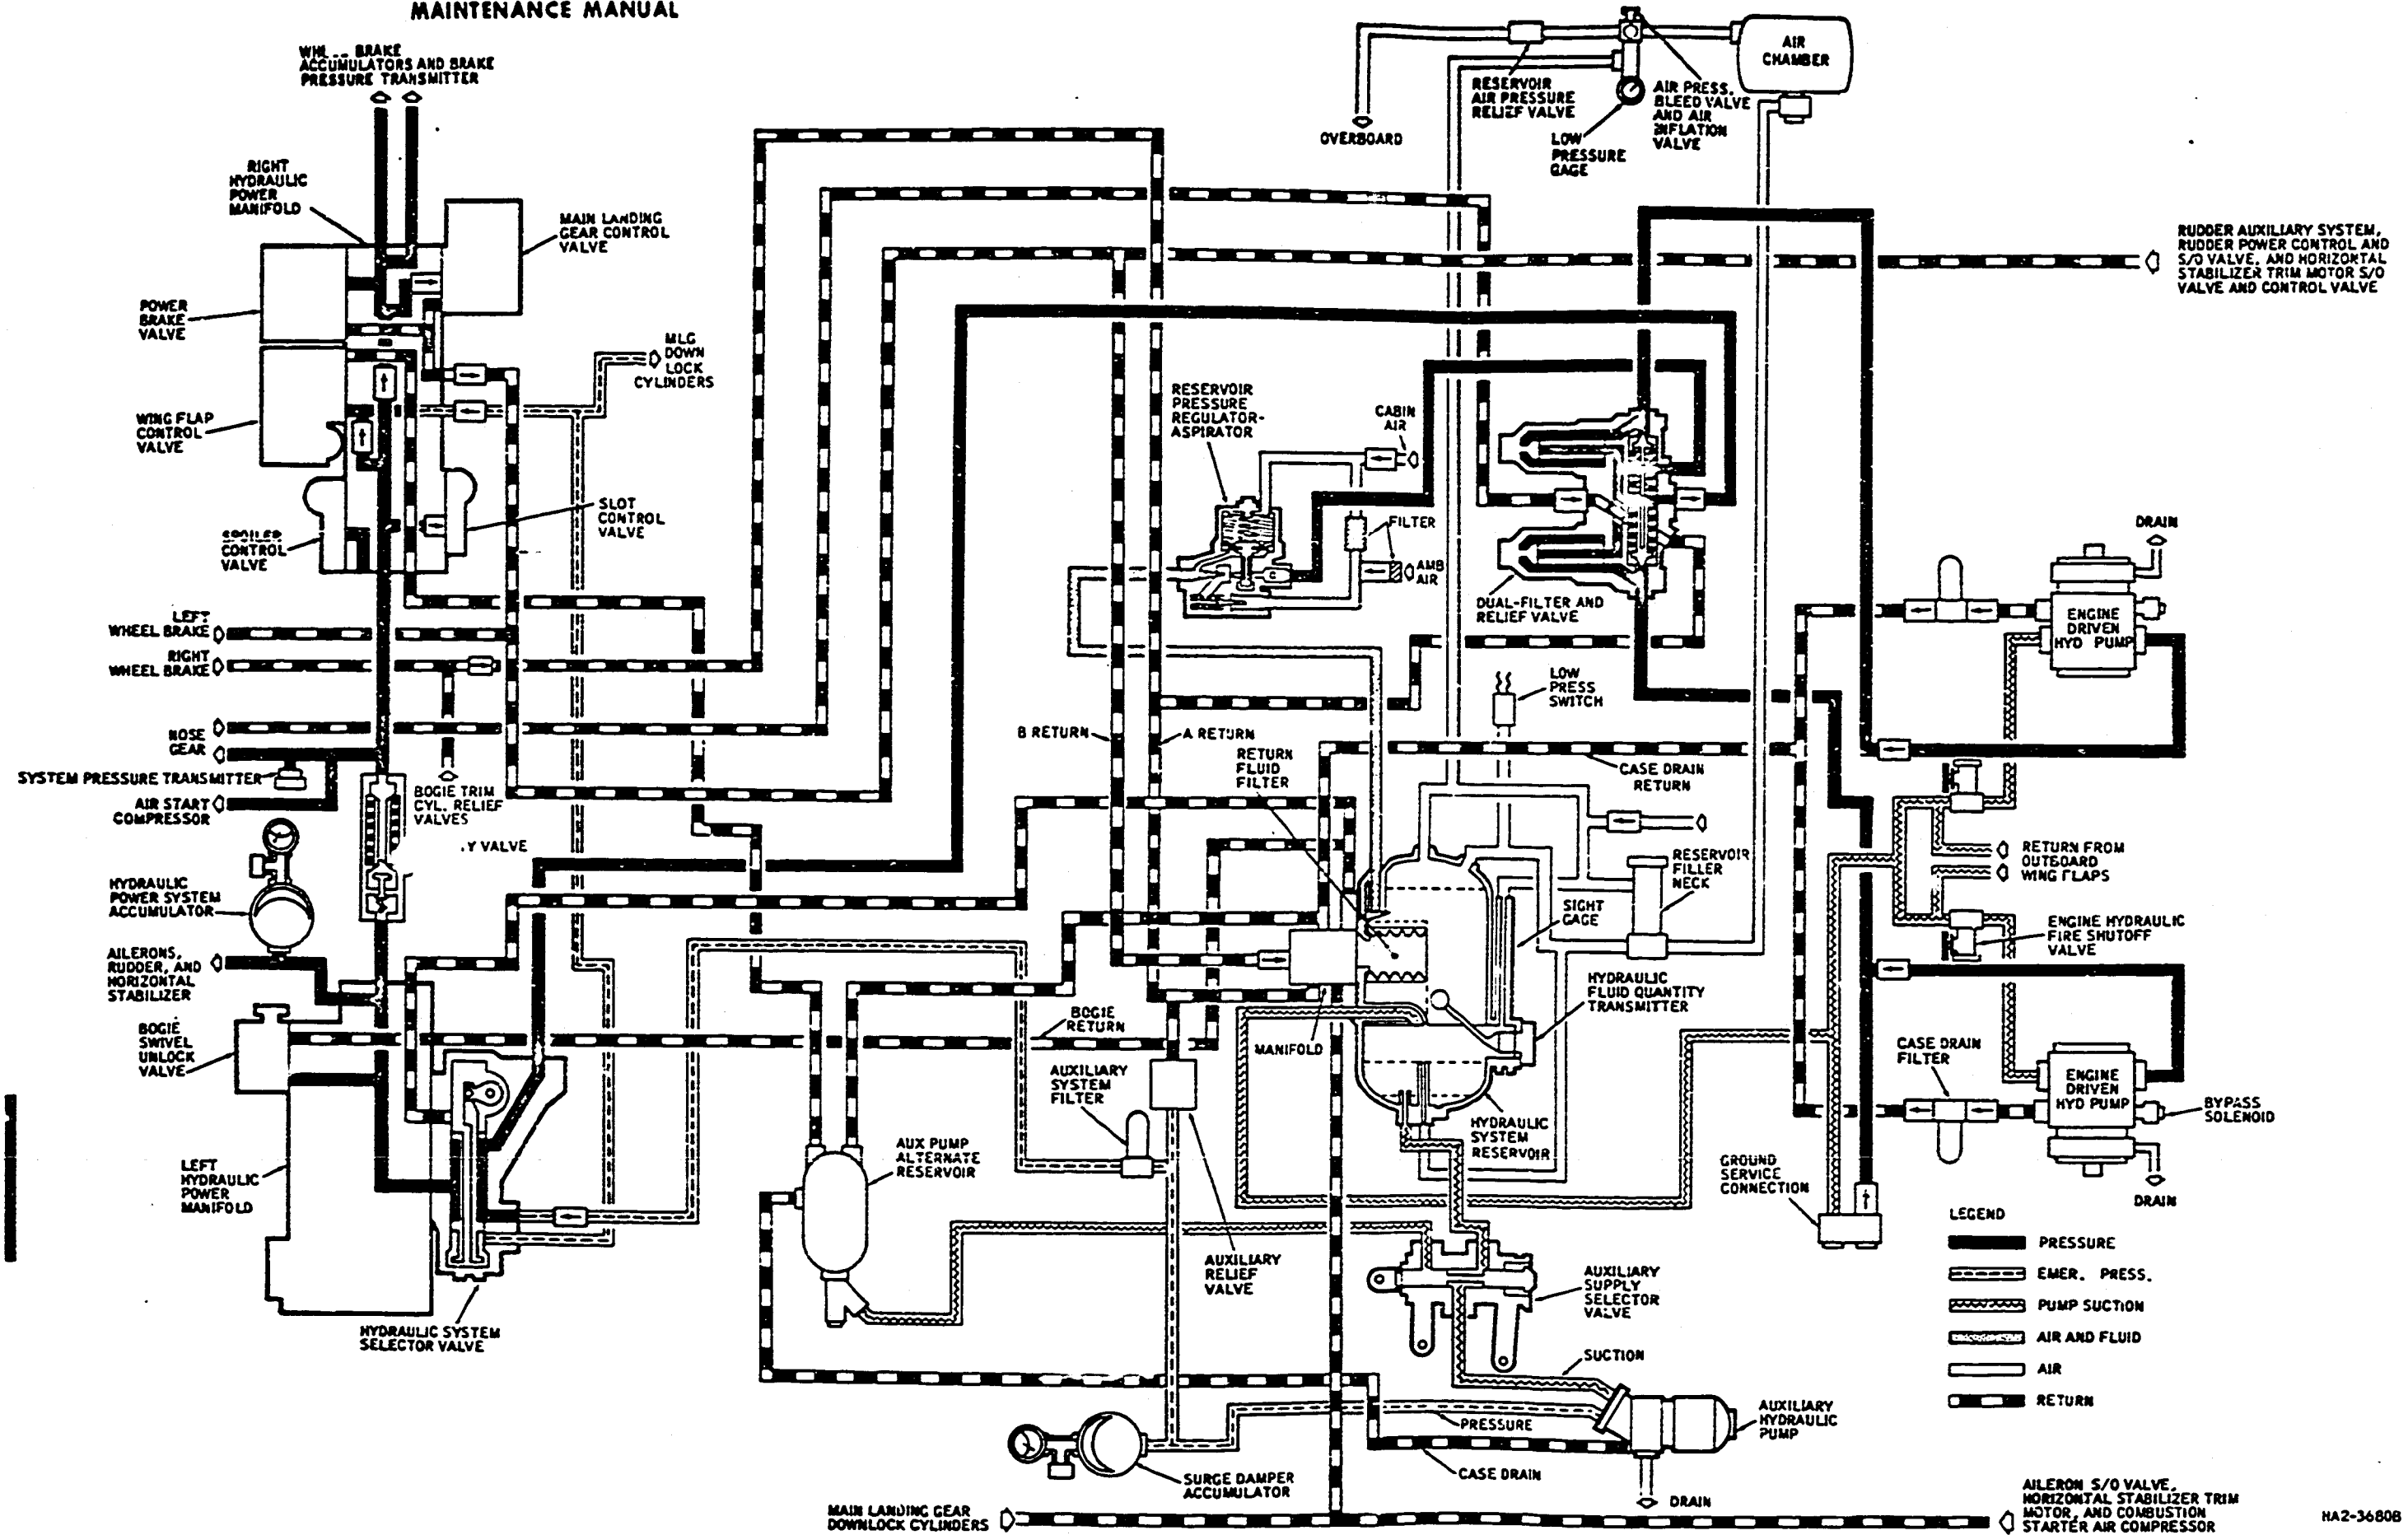 MAINTENANCE MANUAL
BRAKE
ACCUMULATORS AND BRAKE
PRESSURE TRANSMITTER
RIGHT
HYDRAULIC
POWER
MANIFOLD
MAIN LANDING
GEAR CONTROL
VALVE
POWER
BRAKE
VALVE
MLG
DOWN
LOCK
CYLINDERS
WING FLAP
CONTROL
VALVE
SLOT
CONTROL
VALVE
SPOILER
CONTROL
VALVE
LEFT
WHEEL BRAKE
RIGHT
WHEEL BRAKE
NOSE
GEAR
SYSTEM PRESSURE TRANSMITTER
AIR START
COMPRESSOR
BOGIE TRIM
CYL. RELIEF
VALVES
.Y VALVE
HYDRAULIC
POWER SYSTEM
ACCUMULATOR
AILERONS,
RUDDER, AND
HORIZONTAL
STABILIZER
BOGIE
SWIVEL
UNLOCK
VALVE
LEFT
HYDRAULIC
POWER
MANIFOLD
HYDRAULIC SYSTEM
SELECTOR VALVE
OVERBOARD
RESERVOIR
AIR PRESSURE
RELIEF VALVE
LOW
PRESSURE
GAGE
AIR PRESS.
BLEED VALVE
AND AIR
INFLATION
VALVE
AIR
CHAMBER
RUDDER AUXILIARY SYSTEM,
RUDDER POWER CONTROL AND
S/O VALVE, AND HORIZONTAL
STABILIZER TRIM MOTOR S/O
VALVE AND CONTROL VALVE
RESERVOIR
PRESSURE
REGULATOR-
ASPIRATOR
CABIN
AIR
FILTER
AMB
AIR
C
DUAL-FILTER AND
RELIEF VALVE
LOW
PRESS
SWITCH
B RETURN
A RETURN
RETURN
FLUID
FILTER
CASE DRAIN
RETURN
RESERVOIR
FILLER
NECK
SIGHT
GAGE
HYDRAULIC
FLUID QUANTITY
TRANSMITTER
MANIFOLD
BOGIE
RETURN
AUXILIARY
SYSTEM
FILTER
HYDRAULIC
SYSTEM
RESERVOIR
AUX PUMP
ALTERNATE
RESERVOIR
AUXILIARY
RELIEF
VALVE
AUXILIARY
SUPPLY
SELECTOR
VALVE
SUCTION
PRESSURE
CASE DRAIN
AUXILIARY
HYDRAULIC
PUMP
DRAIN
SURGE DAMPER
ACCUMULATOR
MAIN LANDING GEAR
DOWNLOCK CYLINDERS
DRAIN
ENGINE
DRIVEN
HYD PUMP
RETURN FROM
OUTBOARD
WING FLAPS
ENGINE HYDRAULIC
FIRE SHUTOFF
VALVE
CASE DRAIN
FILTER
ENGINE
DRIVEN
HYD PUMP
BYPASS
SOLENOID
DRAIN
GROUND
SERVICE
CONNECTION
LEGEND
PRESSURE
EMER. PRESS.
PUMP SUCTION
AIR AND FLUID
AIR
RETURN
AILERON S/O VALVE,
HORIZONTAL STABILIZER TRIM
MOTOR, AND COMBUSTION
STARTER AIR COMPRESSOR
HA2-3680B